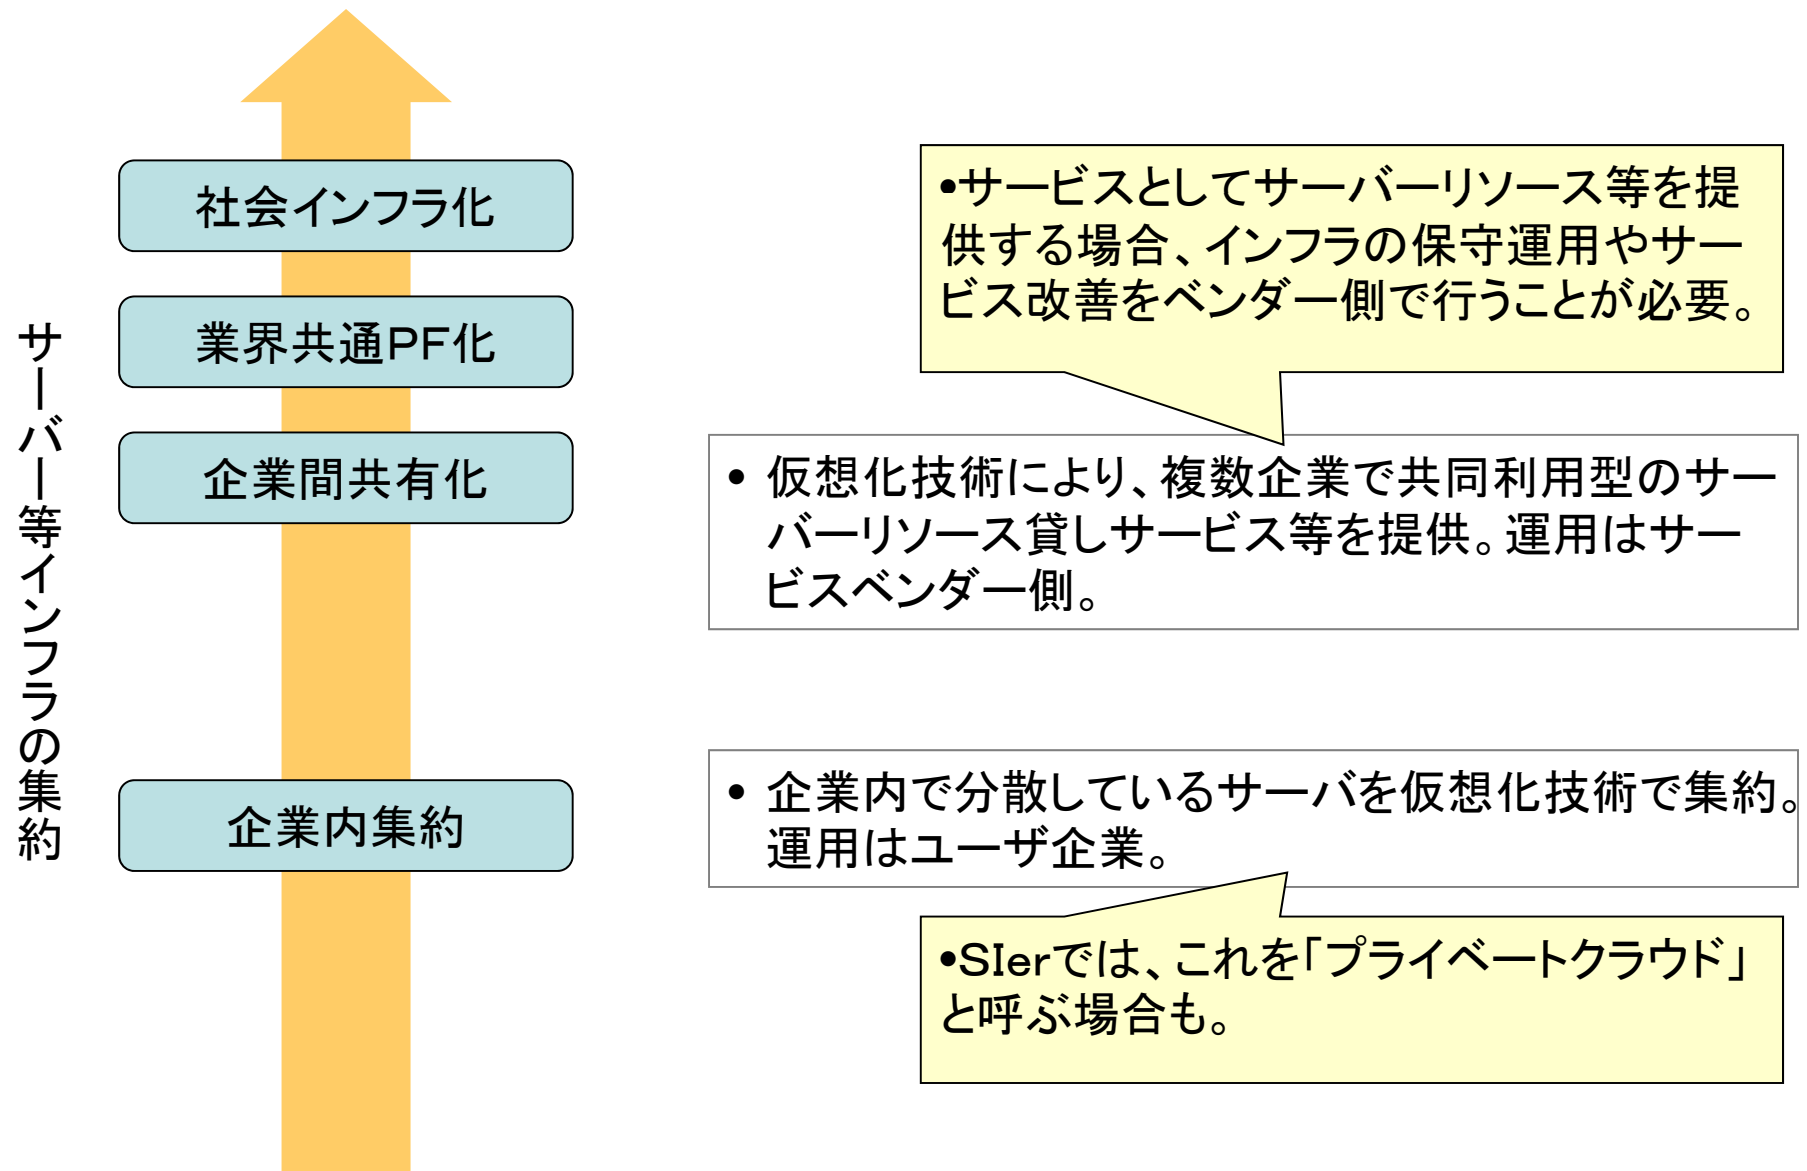 サーバー等インフラの集約
社会インフラ化
業界共通PF化
企業間共有化
企業内集約
•サービスとしてサーバーリソース等を提
供する場合、インフラの保守運用やサー
ビス改善をベンダー側で行うことが必要。
• 仮想化技術により、複数企業で共同利用型のサー
バーリソース貸しサービス等を提供。運用はサー
ビスベンダー側。
• 企業内で分散しているサーバを仮想化技術で集約。
運用はユーザ企業。
•SIerでは、これを「プライベートクラウド」
と呼ぶ場合も。